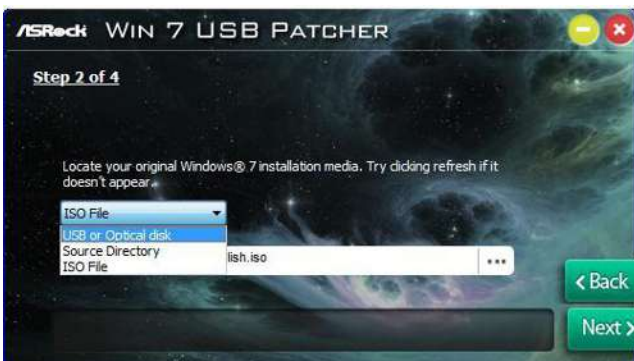 ASRock WIN 7 USB PATCHER
Step 2 of 4
Locate your original Windows® 7 installation media. Try clicking refresh if it
doesn't appear.
ISO File
USB or Optical disk
Source Directory
ISO File
lish.iso
...
< Back
Next >